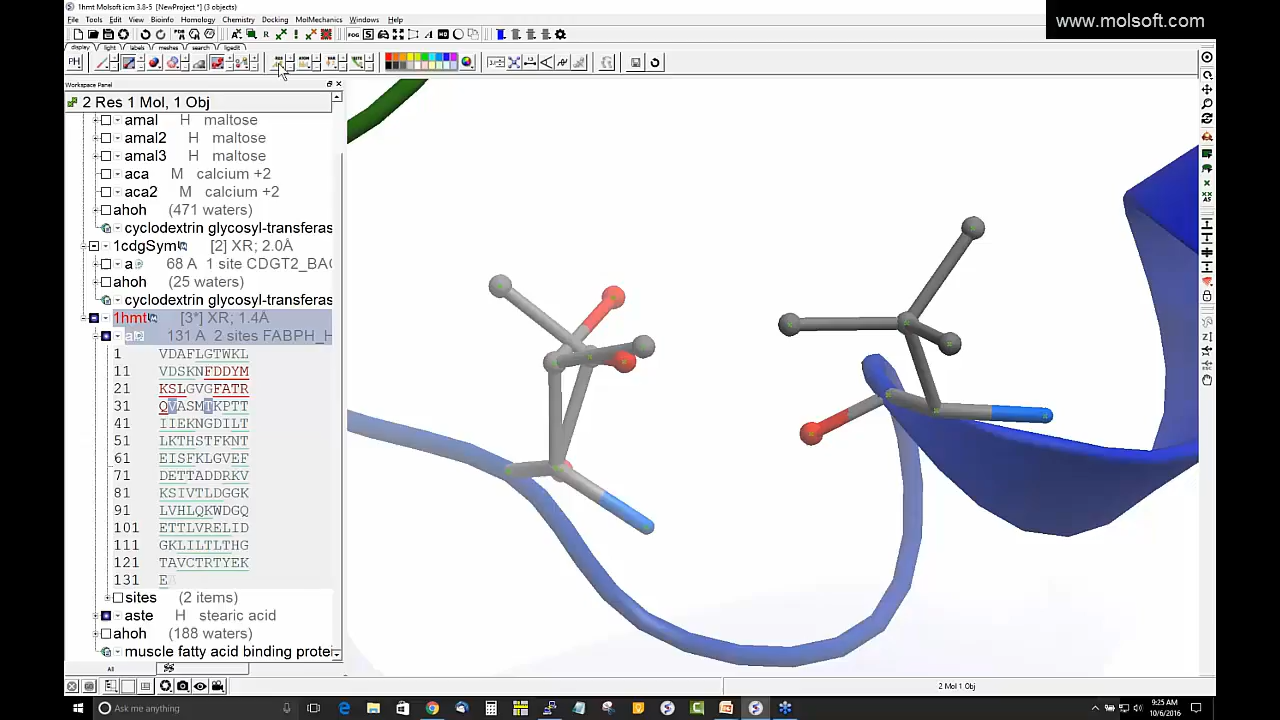 1hmt Molsoft icm 3.8-5 [NewProject *] (3 objects)
www.molsoft.com
File Tools Edit View Bioinfo Homology Chemistry Docking MolMechanics Windows Help
display light labels meshes search ligedit
Workspace Panel
2 Res 1 Mol, 1 Obj
amal H maltose
amal2 H maltose
amal3 H maltose
aca M calcium +2
aca2 M calcium +2
ahoh (471 waters)
cyclodextrin glycosyl-transferas
1cdgSym [2] XR; 2.0Å
a 68 A 1 site CDGT2_BAC
ahoh (25 waters)
cyclodextrin glycosyl-transferas
1hmt [3*] XR; 1.4Å
a 131 A 2 sites FABPH_H
1 VDAFLGTWKL
11 VDSKNFDDYM
21 KSLGVGFATR
31 QVASMTKPTT
41 IIEKNGDILT
51 LKTHSTFKNT
61 EISFKLGVEF
71 DETTADDRKV
81 KSIVTLDGGK
91 LVHLQKWDGQ
101 ETTLVRELID
111 GKLILTLTHG
121 TAVCTRTYEK
131 EA
sites (2 items)
aste H stearic acid
ahoh (188 waters)
muscle fatty acid binding prote
All
2 Mol 1 Obj
Ask me anything
9:25 AM
10/6/2016